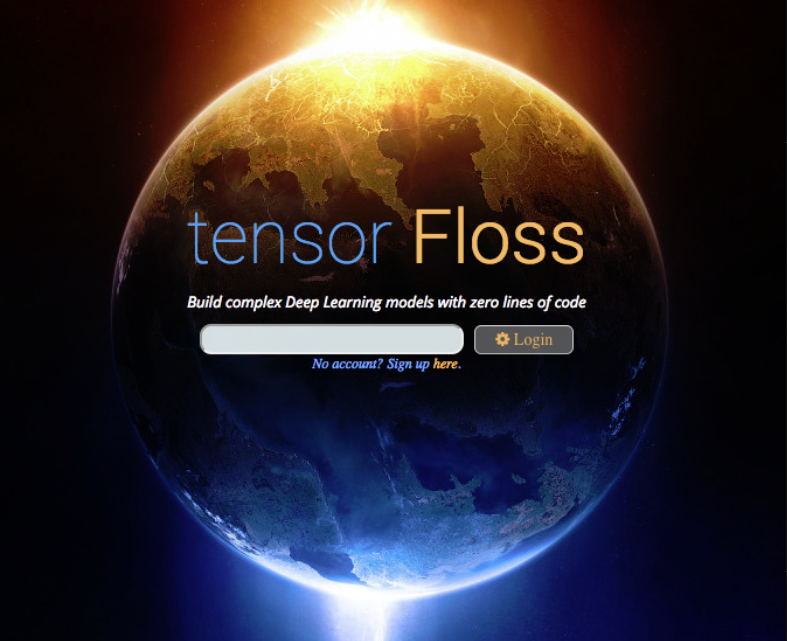 tensor Floss
Build complex Deep Learning models with zero lines of code
Login
No account? Sign up here.